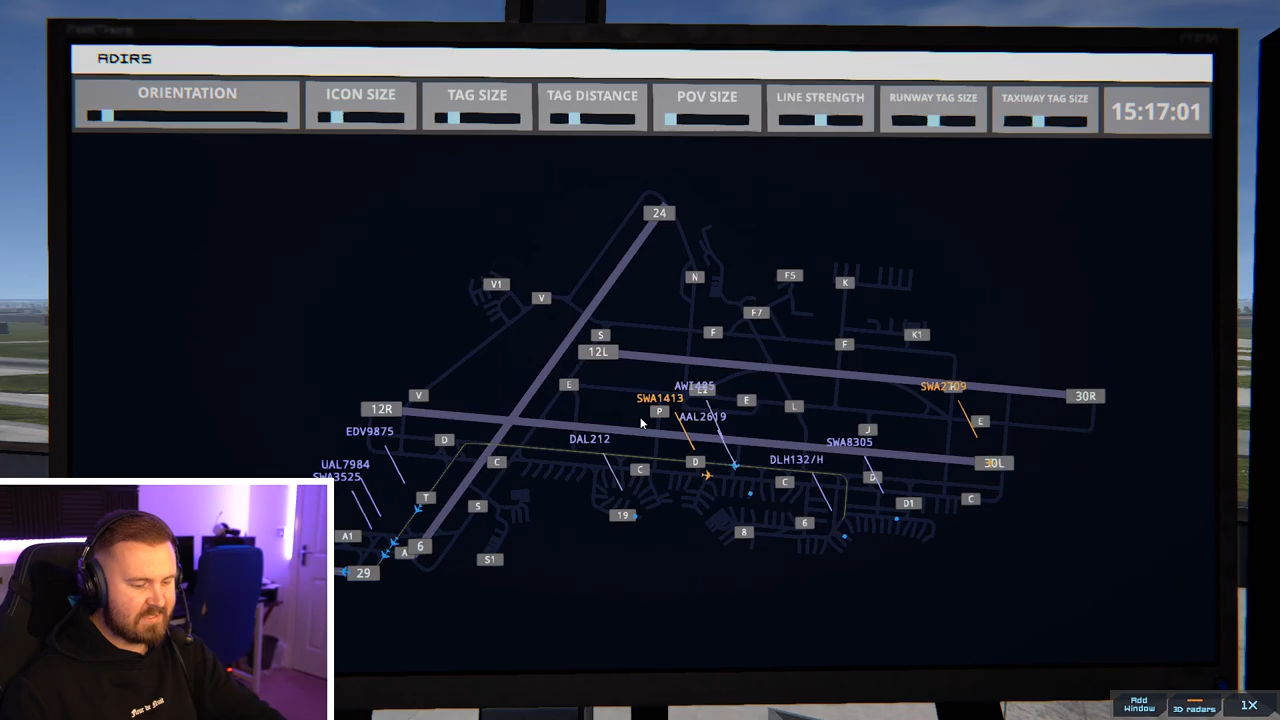 ADIRS
ORIENTATION
ICON SIZE
TAG SIZE
TAG DISTANCE
POV SIZE
LINE STRENGTH
RUNWAY TAG SIZE
TAXIWAY TAG SIZE
15:17:01
24
V1
V
N
FS
K
F7
S
F
F
K1
12L
E
AWI485
SWA2709
30R
V
SWA1413
P
E
L
E
12R
AAL2619
J
EDV9875
D
DAL212
SWA8305
UAL7984
C
C
D
DLH132/H
C
D
30L
SWA3525
T
S
19
6
D1
C
A1
A
6
S1
8
29
Add
Window
3D radars
1X